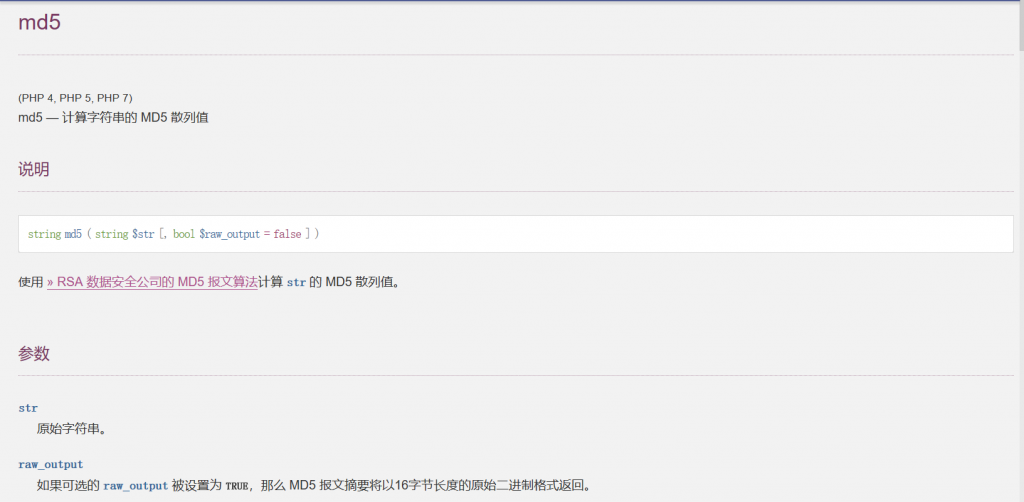 md5
(PHP 4, PHP 5, PHP 7)
md5 — 计算字符串的 MD5 散列值
说明
string md5 ( string $str [, bool $raw_output = false ] )
使用 » RSA 数据安全公司的 MD5 报文算法计算 str 的 MD5 散列值。
参数
str
原始字符串。
raw_output
如果可选的 raw_output 被设置为 TRUE，那么 MD5 报文摘要将以16字节长度的原始二进制格式返回。